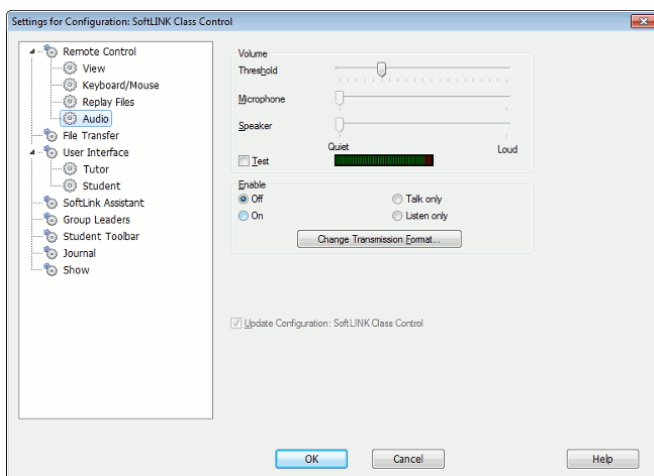 Settings for Configuration: SoftLINK Class Control
Remote Control
View
Keyboard/Mouse
Replay Files
Audio
File Transfer
User Interface
Tutor
Student
SoftLink Assistant
Group Leaders
Student Toolbar
Journal
Show
Volume
Threshold
Microphone
Speaker
Quiet
Loud
Test
Enable
Off
Talk only
On
Listen only
Change Transmission Format...
Update Configuration: SoftLINK Class Control
OK
Cancel
Help